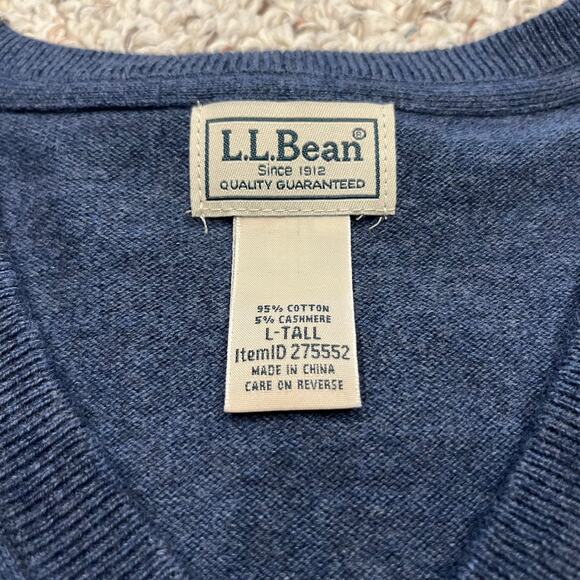 L.L.Bean®
Since 1912
QUALITY GUARANTEED
95% COTTON
5% CASHMERE
L-TALL
ItemID 275552
MADE IN CHINA
CARE ON REVERSE